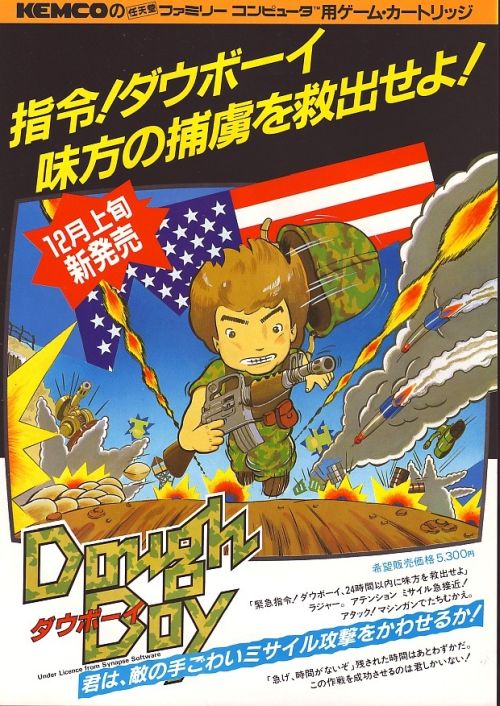 KEMCOの任天堂ファミリー コンピュータ™用ゲーム・カートリッジ
指令!ダウボーイ
味方の捕虜を救出せよ!
12月上旬
新発売
Dough
Boy
ダウボーイ
Under Licence from Synapse Software
希望販売価格5,300円
「緊急指令!ダウボーイ、24時間以内に味方を救出せよ」
ラジャー。アテンション ミサイル急接近!
アタック!マシンガンでたちむかえ。
君は、敵の手ごわいミサイル攻撃をかわせるか!
「急げ、時間がないぞ」残された時間はあとわずかだ。
この作戦を成功させるのは君しかいない!